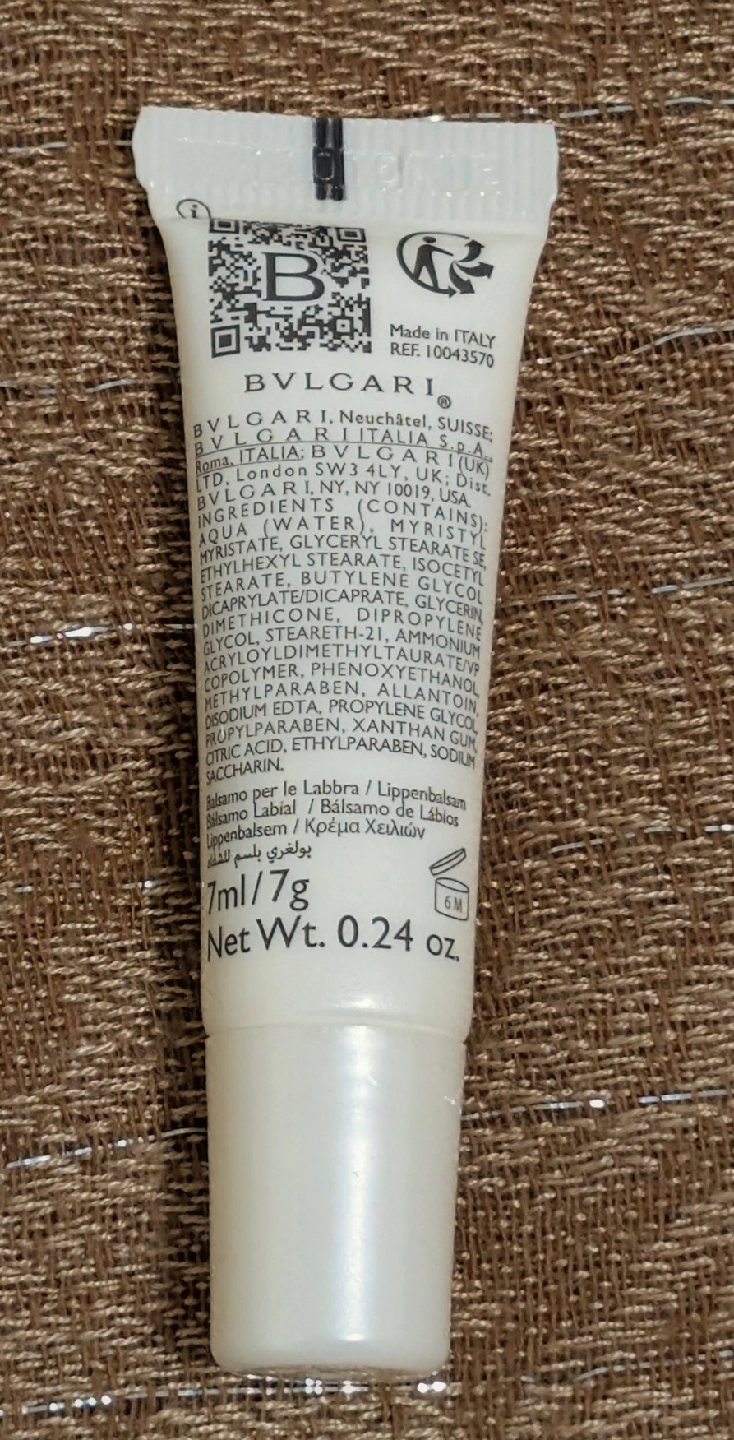 i
B
Made in ITALY
REF. 10043570
BVLGARI®
BVLGARI, Neuchâtel, SUISSE;
BVLGARI ITALIA S.p.A.,
Roma, ITALIA; BVLGARI (UK)
LTD, London SW3 4LY, UK; Dist.
BVLGARI, NY, NY 10019, USA.
INGREDIENTS (CONTAINS):
AQUA (WATER), MYRISTYL
MYRISTATE, GLYCERYL STEARATE SE,
ETHYLHEXYL STEARATE, ISOCETYL
STEARATE, BUTYLENE GLYCOL
DICAPRYLATE/DICAPRATE, GLYCERIN,
DIMETHICONE, DIPROPYLENE
GLYCOL, STEARETH-21, AMMONIUM
ACRYLOYLDIMETHYLTAURATE/VP
COPOLYMER, PHENOXYETHANOL,
METHYLPARABEN, ALLANTOIN,
DISODIUM EDTA, PROPYLENE GLYCOL,
PROPYLPARABEN, XANTHAN GUM,
CITRIC ACID, ETHYLPARABEN, SODIUM
SACCHARIN.
Balsamo per le Labbra / Lippenbalsam
Bálsamo Labial / Bálsamo de Lábios
Lippenbalsem / Κρέμα Χειλιών
بولغري بلسم للشفاه
7ml/7g
6 M
Net Wt. 0.24 oz.